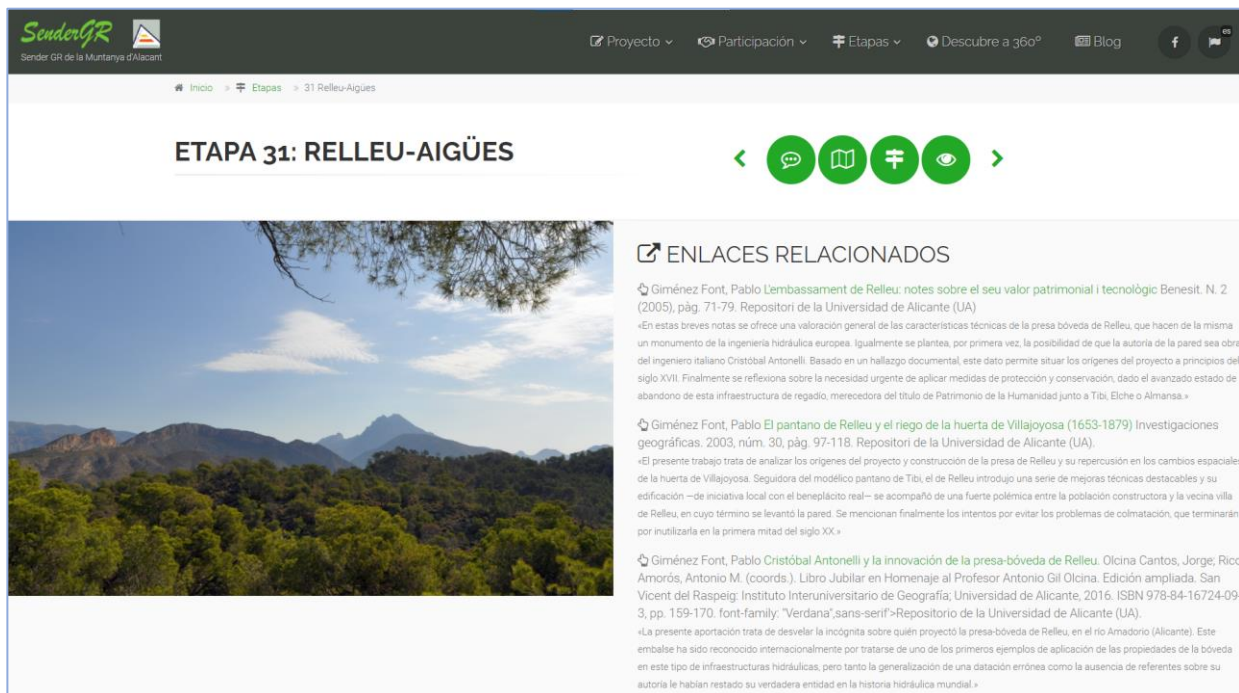 SenderGR
Sender GR de la Muntanya d'Alacant
Proyecto
Participación
Etapas
Descubre a 360º
Blog
es
Inicio » Etapas » 31 Relleu-Aigües
ETAPA 31: RELLEU-AIGÜES
ENLACES RELACIONADOS
Giménez Font, Pablo L'embassament de Relleu: notes sobre el seu valor patrimonial i tecnològic Benesit. N. 2
(2005), pàg. 71-79. Repositori de la Universidad de Alicante (UA)
«En estas breves notas se ofrece una valoración general de las características técnicas de la presa bóveda de Relleu, que hacen de la misma
un monumento de la ingeniería hidráulica europea. Igualmente se plantea, por primera vez, la posibilidad de que la autoría de la pared sea obra
del ingeniero italiano Cristóbal Antonelli. Basado en un hallazgo documental, este dato permite situar los orígenes del proyecto a principios del
siglo XVII. Finalmente se reflexiona sobre la necesidad urgente de aplicar medidas de protección y conservación, dado el avanzado estado de
abandono de esta infraestructura de regadío, merecedora del título de Patrimonio de la Humanidad junto a Tibi, Elche o Almansa.»
Giménez Font, Pablo El pantano de Relleu y el riego de la huerta de Villajoyosa (1653-1879) Investigaciones
geográficas. 2003, núm. 30, pàg. 97-118. Repositori de la Universidad de Alicante (UA).
«El presente trabajo trata de analizar los orígenes del proyecto y construcción de la presa de Relleu y su repercusión en los cambios espaciales
de la huerta de Villajoyosa. Seguidora del modélico pantano de Tibi, el de Relleu introdujo una serie de mejoras técnicas destacables y su
edificación —de iniciativa local con el beneplácito real— se acompañó de una fuerte polémica entre la población constructora y la vecina villa
de Relleu, en cuyo término se levantó la pared. Se mencionan finalmente los intentos por evitar los problemas de colmatación, que terminarán
por inutilizarla en la primera mitad del siglo XX.»
Giménez Font, Pablo Cristóbal Antonelli y la innovación de la presa-bóveda de Relleu. Olcina Cantos, Jorge; Rico
Amorós, Antonio M. (coords.). Libro Jubilar en Homenaje al Profesor Antonio Gil Olcina. Edición ampliada. San
Vicent del Raspeig: Instituto Interuniversitario de Geografía; Universidad de Alicante, 2016. ISBN 978-84-16724-09-
3, pp. 159-170. font-family: "Verdana",sans-serif'>Repositorio de la Universidad de Alicante (UA).
«La presente aportación trata de desvelar la incógnita sobre quién proyectó la presa-bóveda de Relleu, en el río Amadorio (Alicante). Este
embalse ha sido reconocido internacionalmente por tratarse de uno de los primeros ejemplos de aplicación de las propiedades de la bóveda
en este tipo de infraestructuras hidráulicas, pero tanto la generalización de una datación errónea como la ausencia de referentes sobre su
autoría le habían restado su verdadera entidad en la historia hidráulica mundial.»